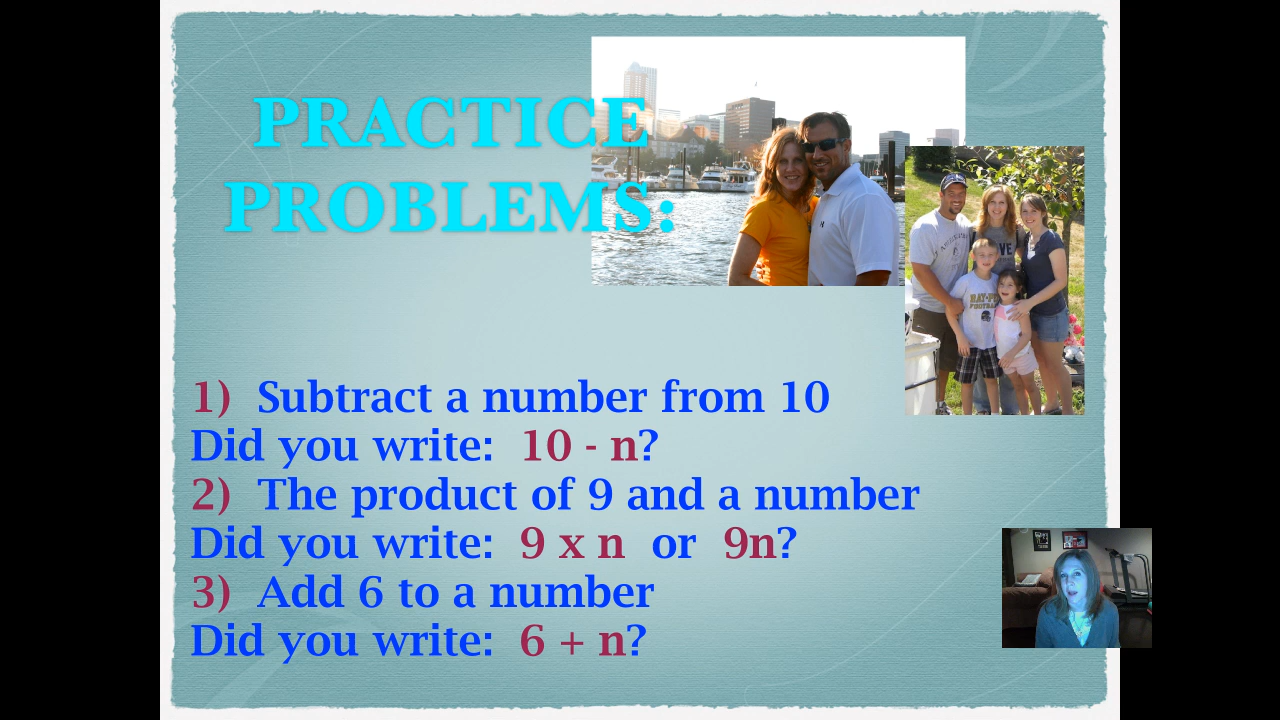 PRACTICE
PROBLEMS:
1) Subtract a number from 10
Did you write: 10 - n?
2) The product of 9 and a number
Did you write: 9 x n or 9n?
3) Add 6 to a number
Did you write: 6 + n?